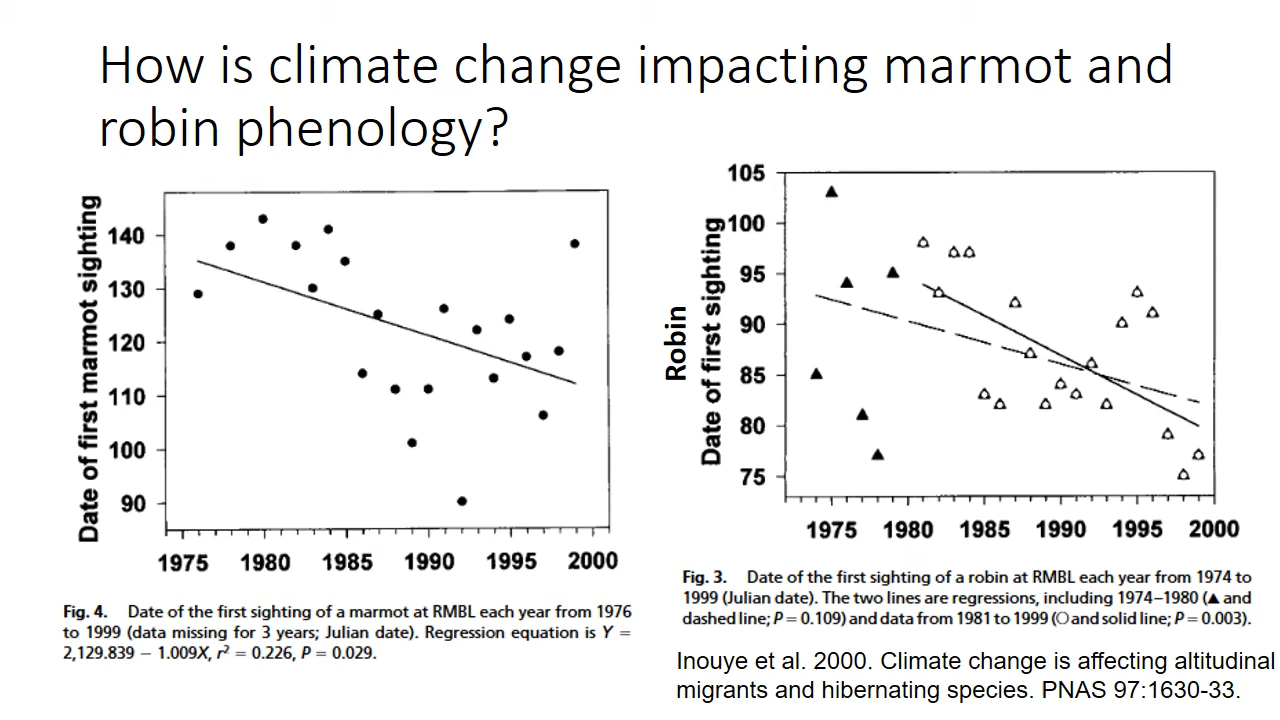 How is climate change impacting marmot and
robin phenology?
Date of first marmot sighting
140
130
120
110
100
90
1975 1980 1985 1990 1995 2000
Fig. 4. Date of the first sighting of a marmot at RMBL each year from 1976
to 1999 (data missing for 3 years; Julian date). Regression equation is Y =
2,129.839 − 1.009X, r² = 0.226, P = 0.029.
Robin
Date of first sighting
105
100
95
90
85
80
75
1975 1980 1985 1990 1995 2000
Fig. 3. Date of the first sighting of a robin at RMBL each year from 1974 to
1999 (Julian date). The two lines are regressions, including 1974–1980 (▲ and
dashed line; P = 0.109) and data from 1981 to 1999 (○ and solid line; P = 0.003).
Inouye et al. 2000. Climate change is affecting altitudinal
migrants and hibernating species. PNAS 97:1630-33.